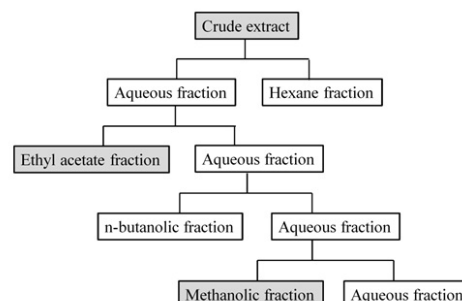 Crude extract
Aqueous fraction
Hexane fraction
Ethyl acetate fraction
Aqueous fraction
n-butanolic fraction
Aqueous fraction
Methanolic fraction
Aqueous fraction